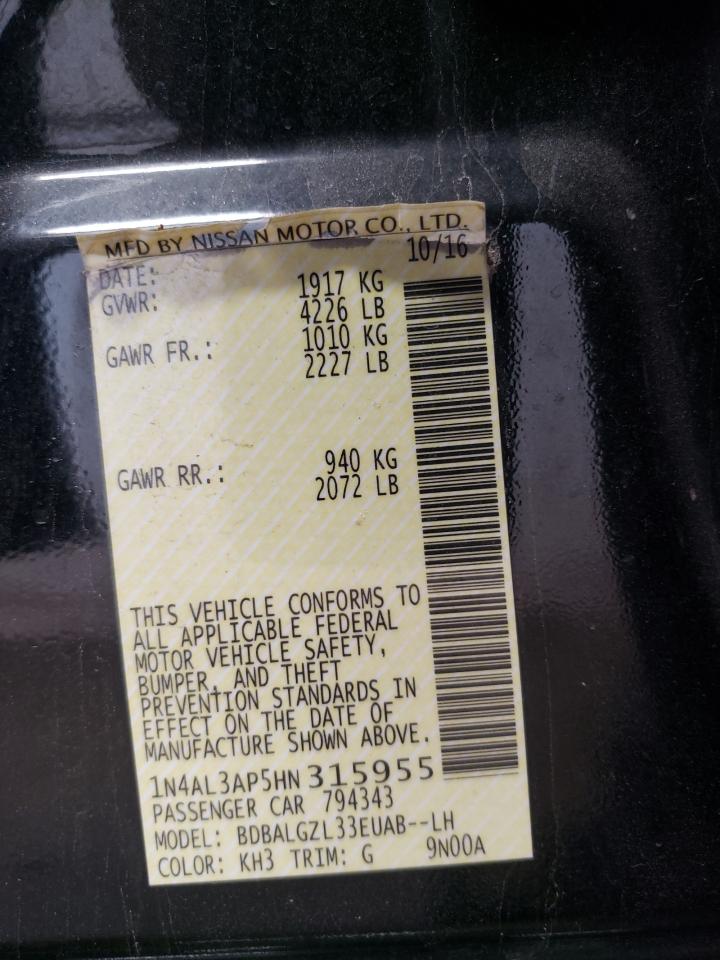 MFD BY NISSAN MOTOR CO., LTD.
DATE: 10/16
GVWR: 1917 KG
4226 LB
GAWR FR.: 1010 KG
2227 LB
GAWR RR.: 940 KG
2072 LB
THIS VEHICLE CONFORMS TO
ALL APPLICABLE FEDERAL
MOTOR VEHICLE SAFETY,
BUMPER, AND THEFT
PREVENTION STANDARDS IN
EFFECT ON THE DATE OF
MANUFACTURE SHOWN ABOVE.
1N4AL3AP5HN 315955
PASSENGER CAR 794343
MODEL: BDBALGZL33EUAB--LH
COLOR: KH3 TRIM: G 9N00A